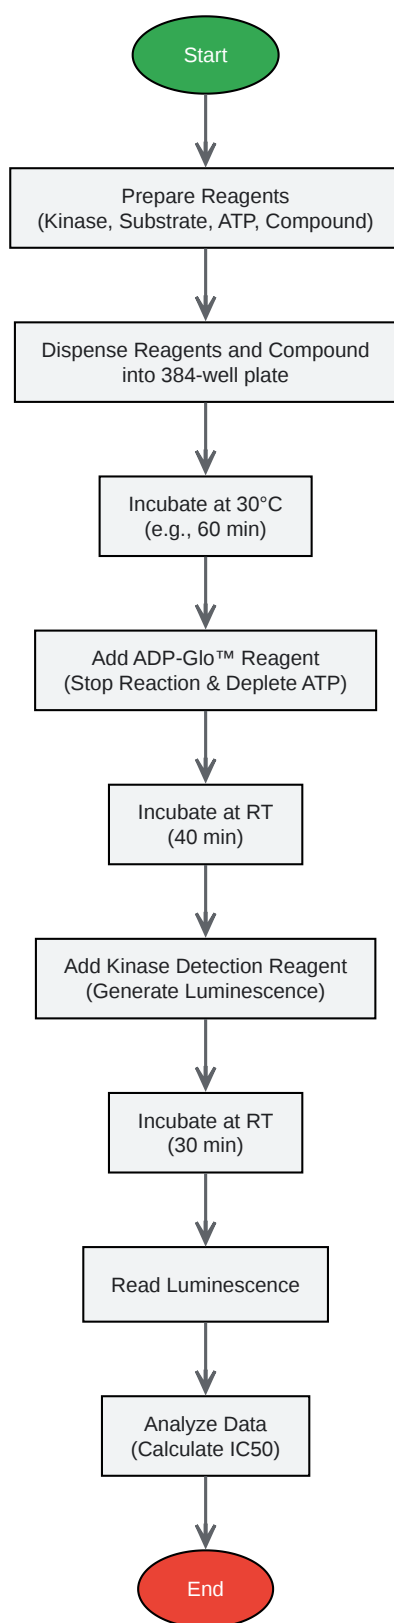 Start
Prepare Reagents
(Kinase, Substrate, ATP, Compound)
Dispense Reagents and Compound
into 384-well plate
Incubate at 30°C
(e.g., 60 min)
Add ADP-Glo™ Reagent
(Stop Reaction & Deplete ATP)
Incubate at RT
(40 min)
Add Kinase Detection Reagent
(Generate Luminescence)
Incubate at RT
(30 min)
Read Luminescence
Analyze Data
(Calculate IC50)
End